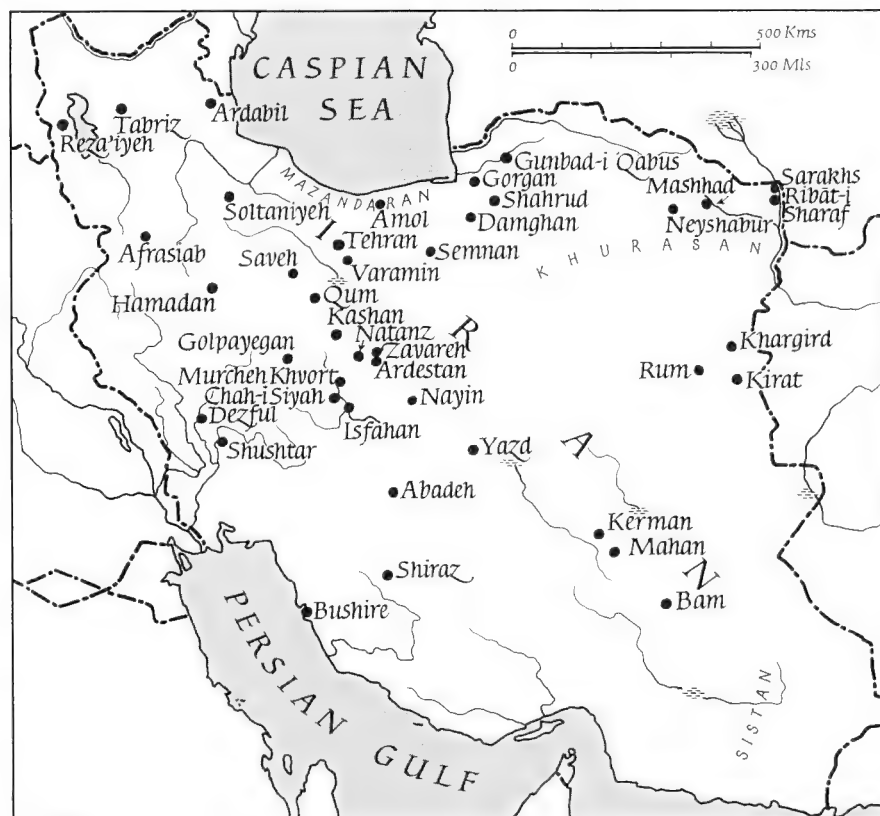 0 500 Kms
0 300 Mls
CASPIAN
SEA
Ardabil
Tabriz
Reza'iyeh
Gunbad-i Qabus
Gorgan
MAZANDARAN
Shahrud
Mashhad
Sarakhs
Ribāt-i
Sharaf
Soltaniyeh
Amol
Damghan
Neyshabur
IRAN
Tehran
Afrasiab
Saveh
Varamin
Semnan
KHURASAN
Hamadan
Qum
Kashan
Natanz
Golpayegan
Zavareh
Ardestan
Khargird
Murcheh Khvort
Rum
Kirat
Chah-i Siyah
Nayin
Dezful
Isfahan
Shushtar
Yazd
Abadeh
Kerman
Mahan
Shiraz
Bam
Bushire
PERSIAN GULF
SISTAN